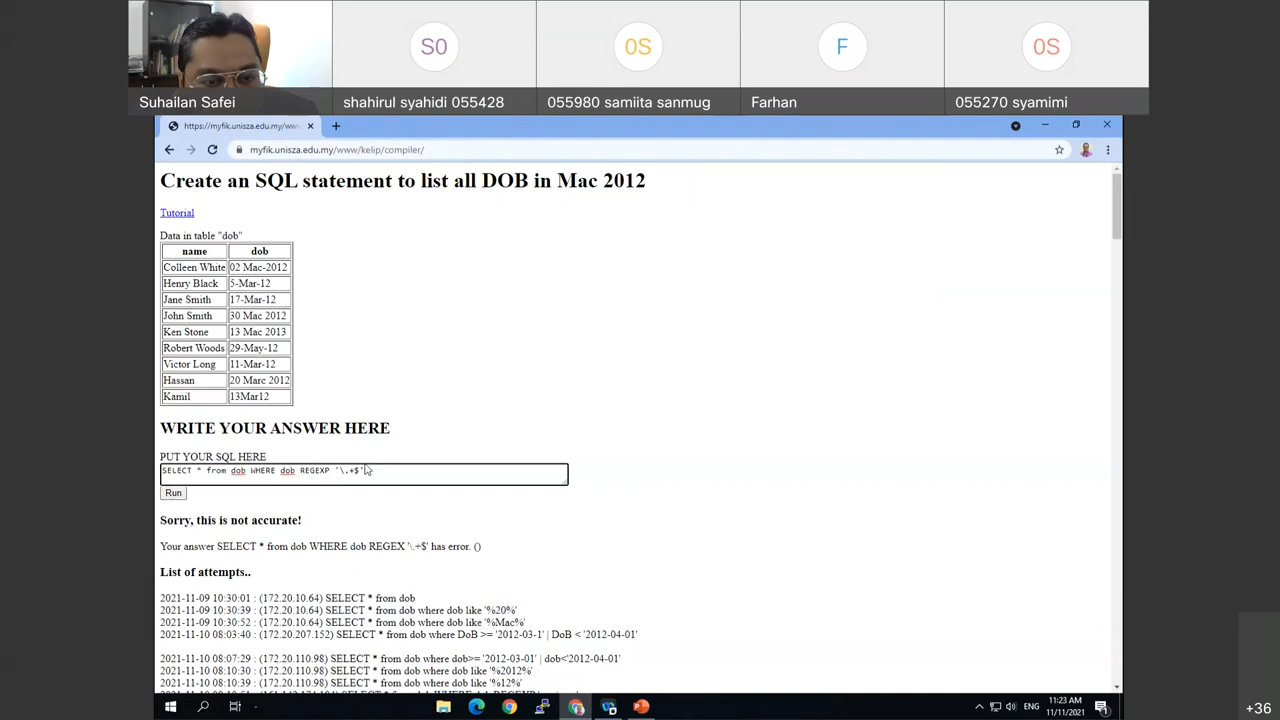 S0
0S
F
0S
Suhailan Safei
shahirul syahidi 055428
055980 samiita sanmug
Farhan
055270 syamimi
https://myfik.unisza.edu.my/www
myfik.unisza.edu.my/www/kelip/compiler/
Create an SQL statement to list all DOB in Mac 2012
Tutorial
Data in table "dob"
name dob
Colleen White 02 Mac-2012
Henry Black 5-Mar-12
Jane Smith 17-Mar-12
John Smith 30 Mac 2012
Ken Stone 13 Mac 2013
Robert Woods 29-May-12
Victor Long 11-Mar-12
Hassan 20 Marc 2012
Kamil 13Mar12
WRITE YOUR ANSWER HERE
PUT YOUR SQL HERE
SELECT * from dob WHERE dob REGEXP '\.+$'
Run
Sorry, this is not accurate!
Your answer SELECT * from dob WHERE dob REGEX '\.+$' has error. ()
List of attempts..
2021-11-09 10:30:01 : (172.20.10.64) SELECT * from dob
2021-11-09 10:30:39 : (172.20.10.64) SELECT * from dob where dob like '%20%'
2021-11-09 10:30:52 : (172.20.10.64) SELECT * from dob where dob like '%Mac%'
2021-11-10 08:03:40 : (172.20.207.152) SELECT * from dob where DoB >= '2012-03-1' | DoB < '2012-04-01'
2021-11-10 08:07:29 : (172.20.110.98) SELECT * from dob where dob>= '2012-03-01' | dob<'2012-04-01'
2021-11-10 08:10:30 : (172.20.110.98) SELECT * from dob where dob like '%2012%'
2021-11-10 08:10:39 : (172.20.110.98) SELECT * from dob where dob like '%12%'
ENG
11:23 AM
11/11/2021
1
+36